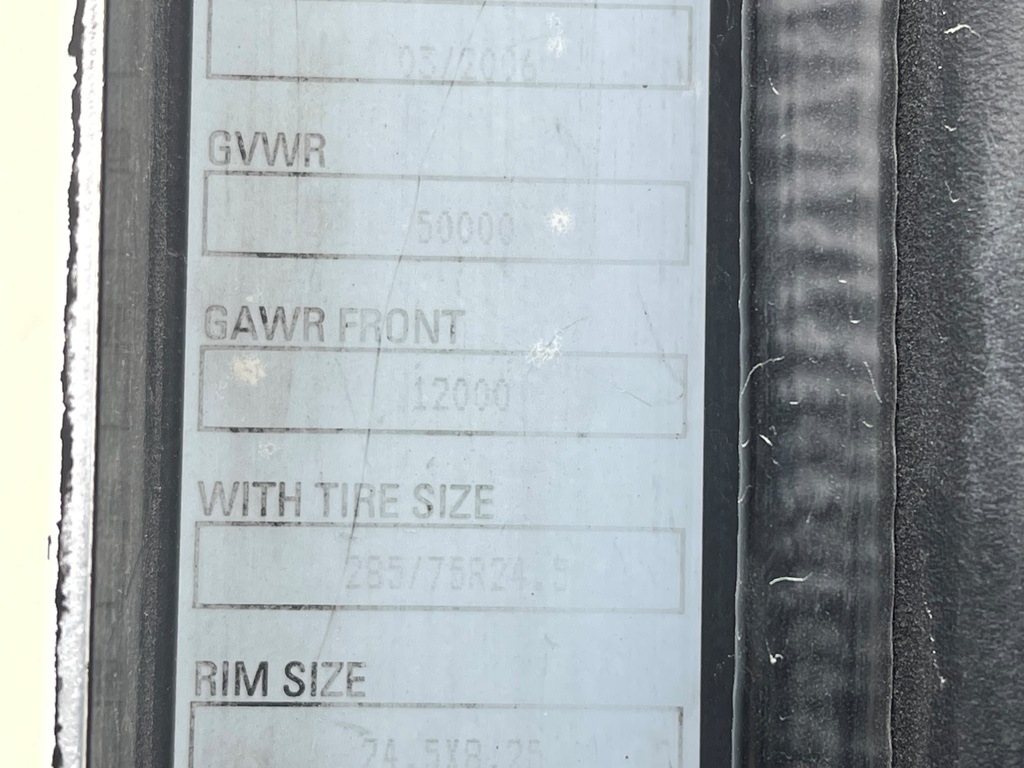 05/2006
GVWR
50000
GAWR FRONT
12000
WITH TIRE SIZE
285/75R24.5
RIM SIZE
24.5X8.25